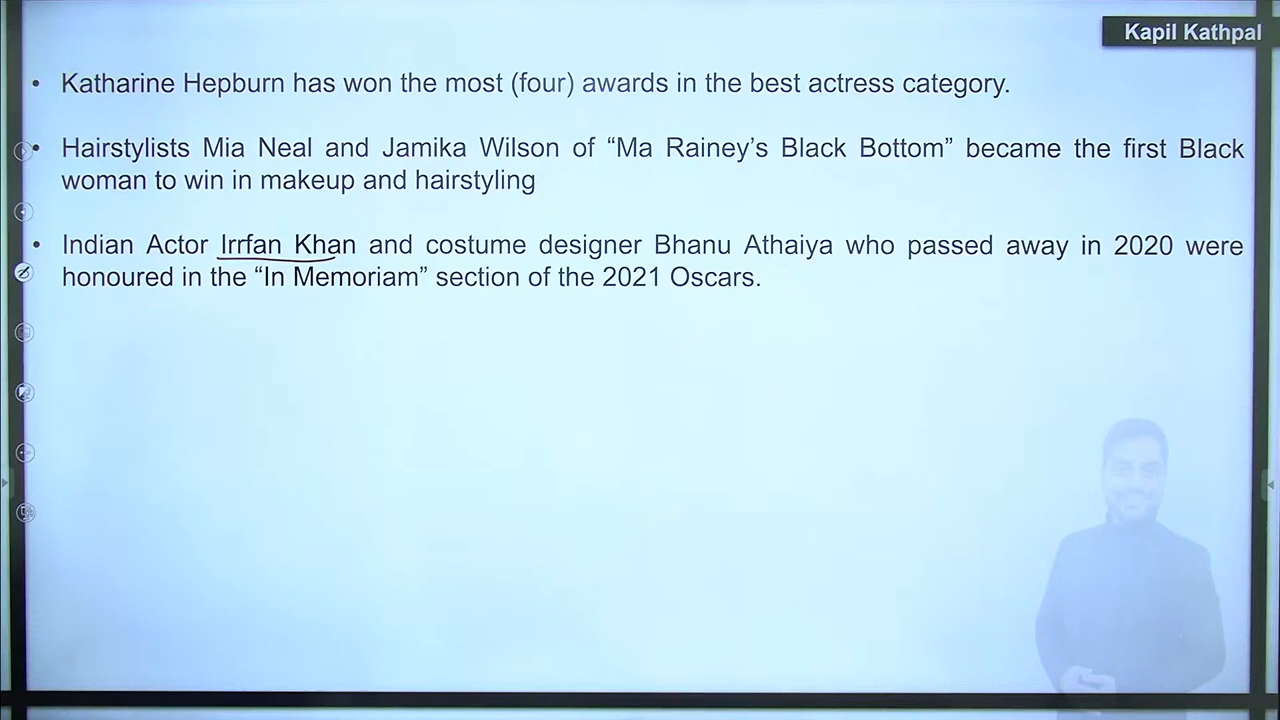 Kapil Kathpal
• Katharine Hepburn has won the most (four) awards in the best actress category.
• Hairstylists Mia Neal and Jamika Wilson of “Ma Rainey’s Black Bottom” became the first Black
woman to win in makeup and hairstyling
• Indian Actor Irrfan Khan and costume designer Bhanu Athaiya who passed away in 2020 were
honoured in the “In Memoriam” section of the 2021 Oscars.